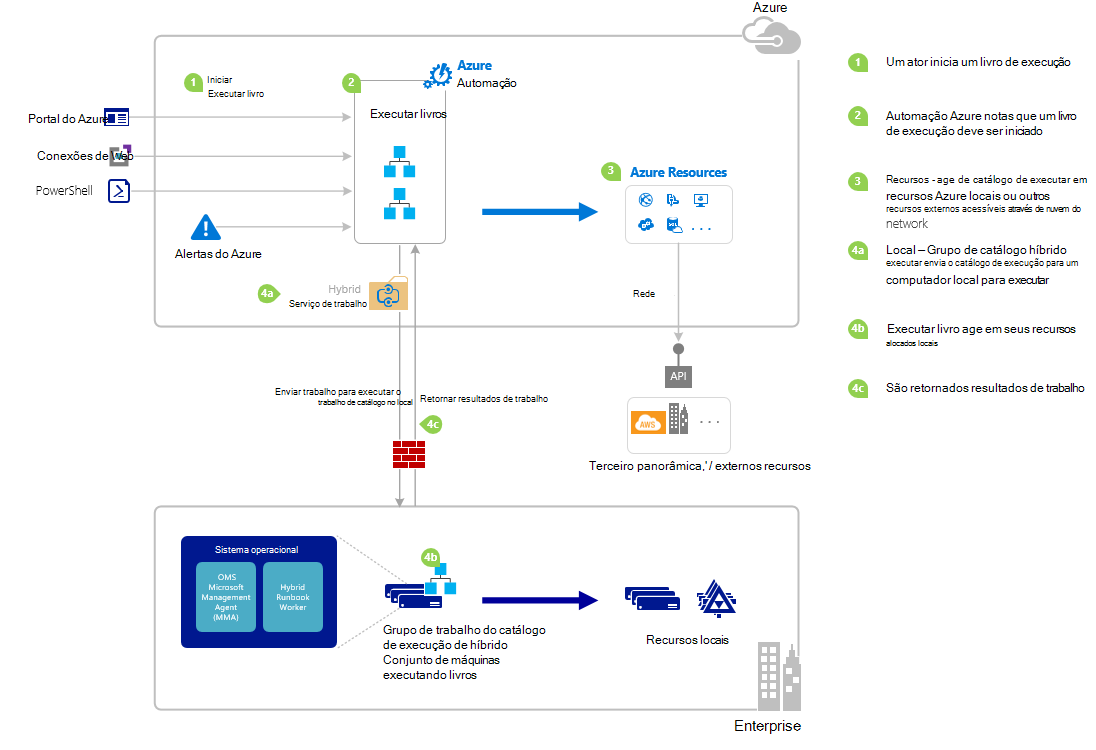 Azure
1
Iniciar
Executar livro
2
Azure
Automação
Executar livros
Portal do Azure
Conexões de Web
PowerShell
Alertas do Azure
3
Azure Resources
...
4a
Hybrid
Serviço de trabalho
Rede
Enviar trabalho para executar o
trabalho de catálogo no local
Retornar resultados de trabalho
4c
API
AWS
...
Terceiro panorâmica,'/ externos recursos
Sistema operacional
OMS
Microsoft
Management
Agent
(MMA)
Hybrid
Runbook
Worker
4b
Grupo de trabalho do catálogo
de execução de híbrido
Conjunto de máquinas
executando livros
Recursos locais
Enterprise
1
Um ator inicia um livro de execução
2
Automação Azure notas que um livro
de execução deve ser iniciado
3
Recursos - age de catálogo de executar em
recursos Azure locais ou outros
recursos externos acessíveis através de nuvem do
network
4a
Local – Grupo de catálogo híbrido
executar envia o catálogo de execução para um
computador local para executar
4b
Executar livro age em seus recursos
alocados locais
4c
São retornados resultados de trabalho